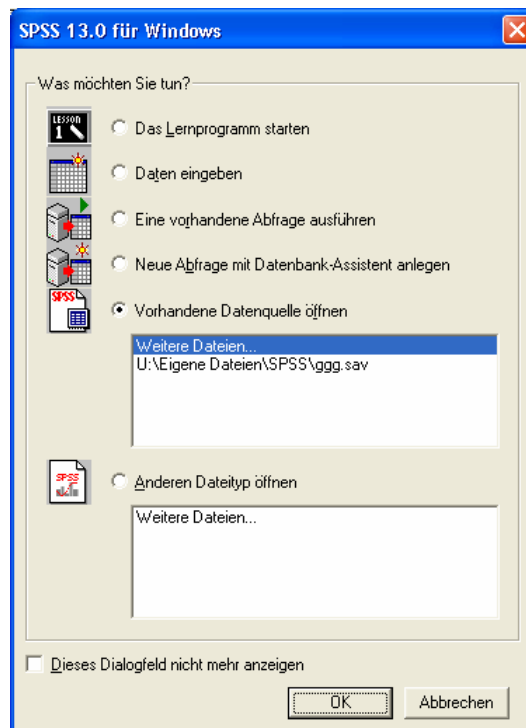 SPSS 13.0 für Windows
Was möchten Sie tun?
LESSON
1
Das Lernprogramm starten
Daten eingeben
Eine vorhandene Abfrage ausführen
Neue Abfrage mit Datenbank-Assistent anlegen
SPSS
Vorhandene Datenquelle öffnen
Weitere Dateien...
U:\Eigene Dateien\SPSS\ggg.sav
SPSS
Anderen Dateityp öffnen
Weitere Dateien...
Dieses Dialogfeld nicht mehr anzeigen
OK
Abbrechen